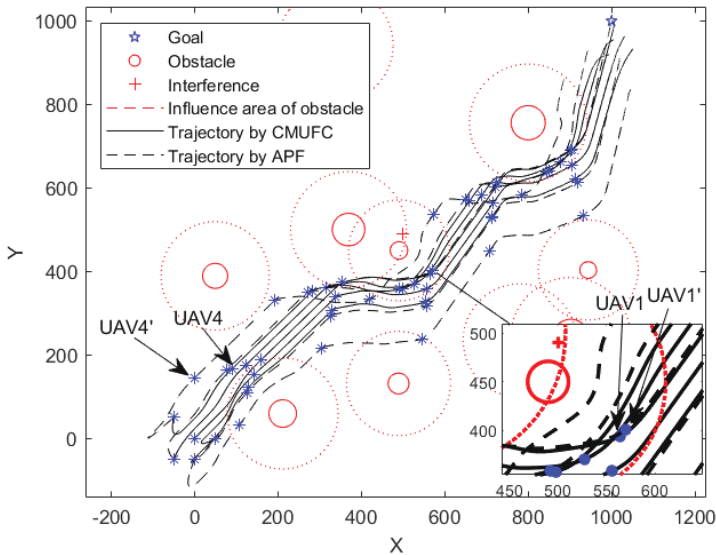 1000
800
600
400
200
0
Y
Goal
Obstacle
Interference
Influence area of obstacle
Trajectory by CMUFC
Trajectory by APF
UAV4'
UAV4
UAV1
UAV1'
500
450
400
450
500
550
600
-200
0
200
400
600
800
1000
1200
X